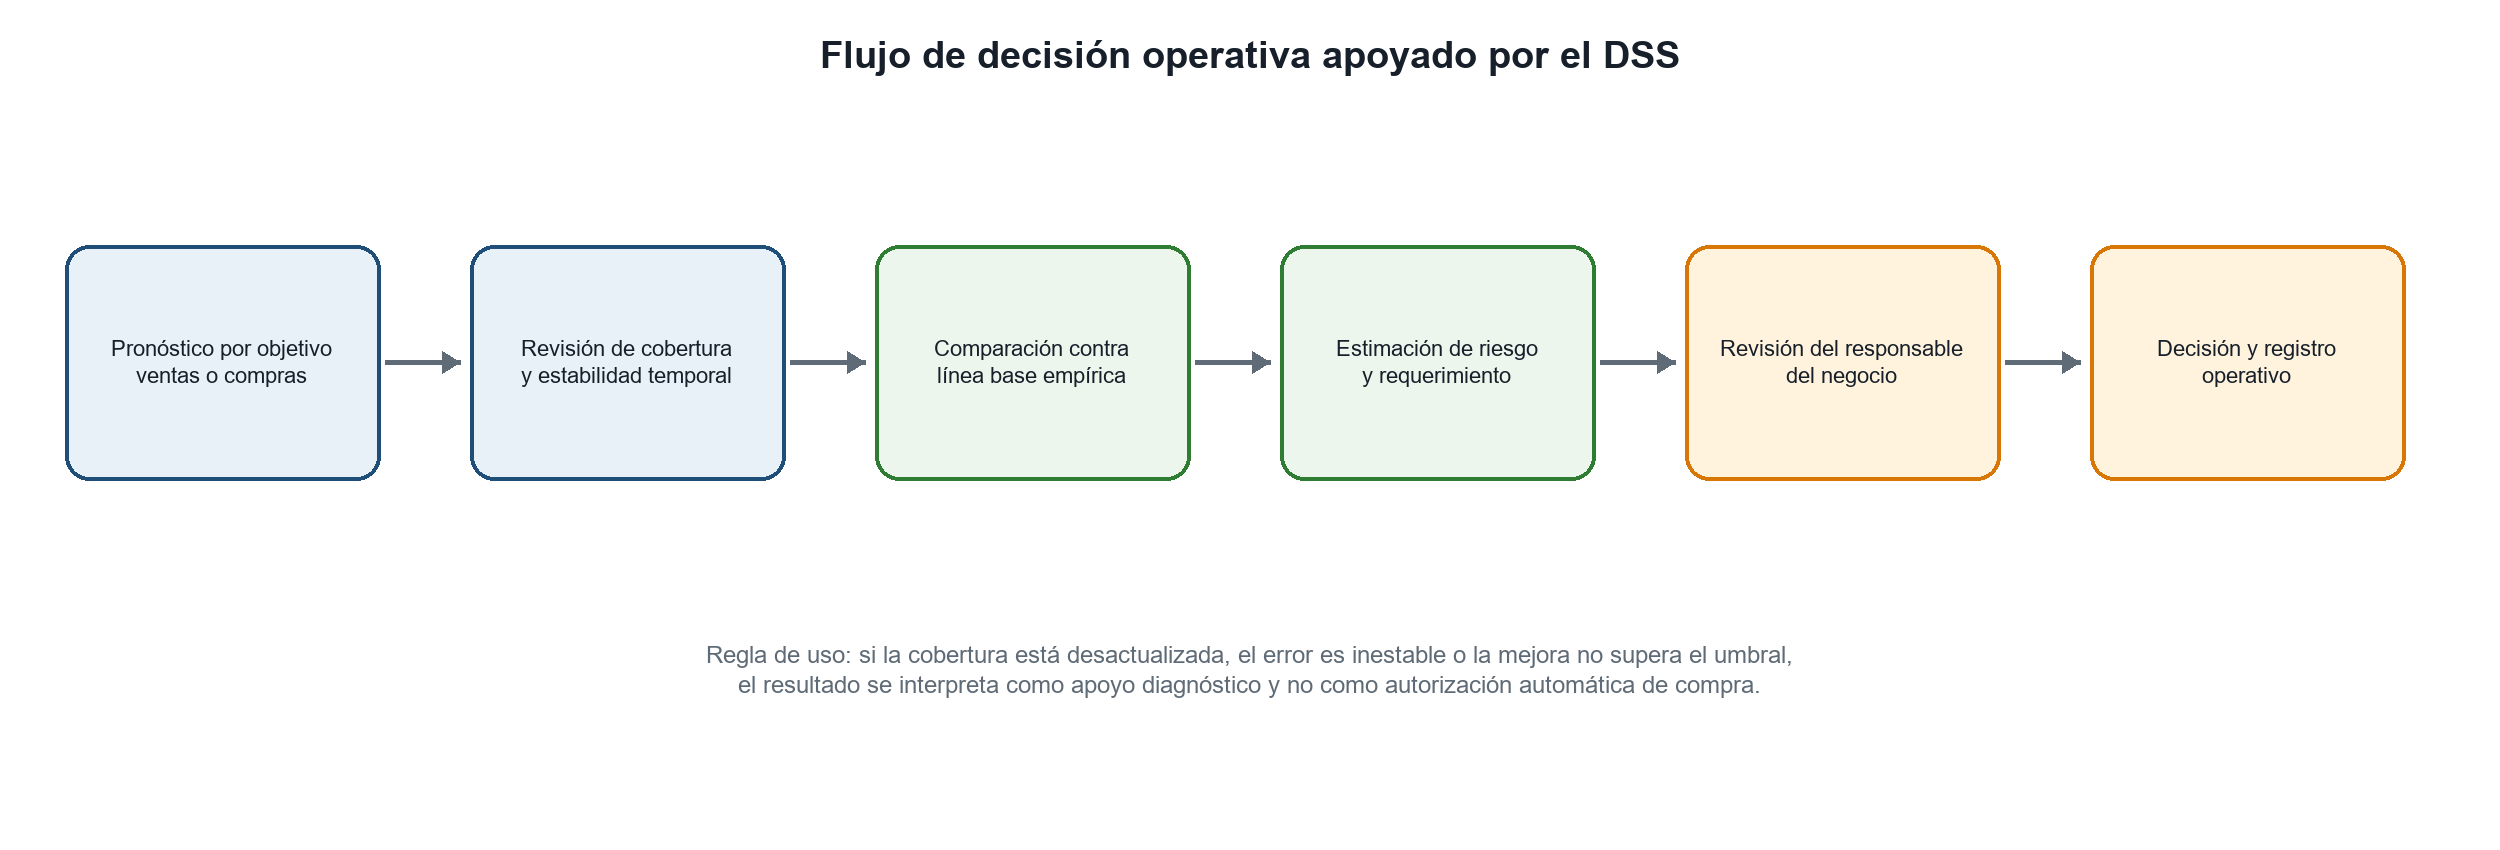 Flujo de decisión operativa apoyado por el DSS
Pronóstico por objetivo
ventas o compras
Revisión de cobertura
y estabilidad temporal
Comparación contra
línea base empírica
Estimación de riesgo
y requerimiento
Revisión del responsable
del negocio
Decisión y registro
operativo
Regla de uso: si la cobertura está desactualizada, el error es inestable o la mejora no supera el umbral,
el resultado se interpreta como apoyo diagnóstico y no como autorización automática de compra.